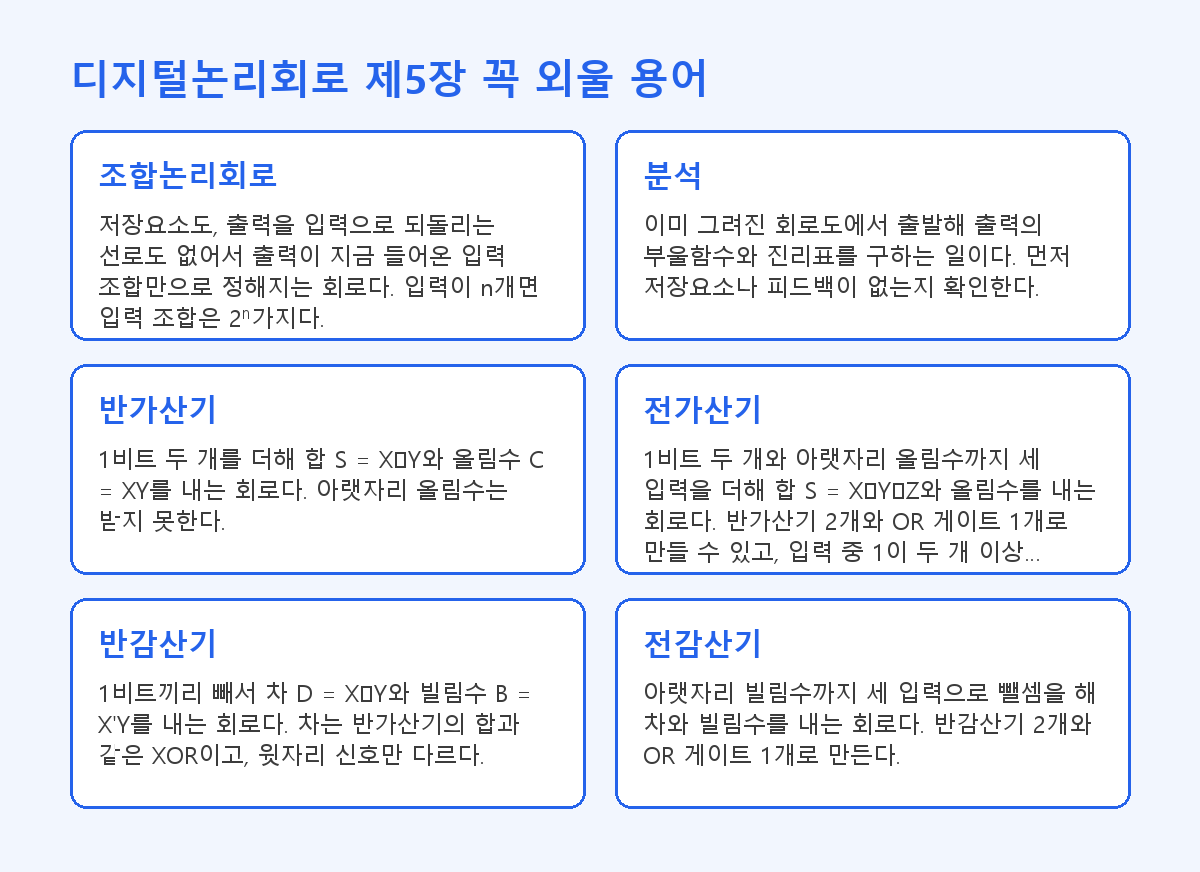 디지털논리회로 제5장 꼭 외울 용어
조합논리회로
저장요소도, 출력을 입력으로 되돌리는
선로도 없어서 출력이 지금 들어온 입력
조합만으로 정해지는 회로다. 입력이 n개면
입력 조합은 2ⁿ가지다.
분석
이미 그려진 회로도에서 출발해 출력의
부울함수와 진리표를 구하는 일이다. 먼저
저장요소나 피드백이 없는지 확인한다.
반가산기
1비트 두 개를 더해 합 S = X▯Y와 올림수 C
= XY를 내는 회로다. 아랫자리 올림수는
받지 못한다.
전가산기
1비트 두 개와 아랫자리 올림수까지 세
입력을 더해 합 S = X▯Y▯Z와 올림수를 내는
회로다. 반가산기 2개와 OR 게이트 1개로
만들 수 있고, 입력 중 1이 두 개 이상...
반감산기
1비트끼리 빼서 차 D = X▯Y와 빌림수 B =
X'Y를 내는 회로다. 차는 반가산기의 합과
같은 XOR이고, 윗자리 신호만 다르다.
전감산기
아랫자리 빌림수까지 세 입력으로 뺄셈을 해
차와 빌림수를 내는 회로다. 반감산기 2개와
OR 게이트 1개로 만든다.